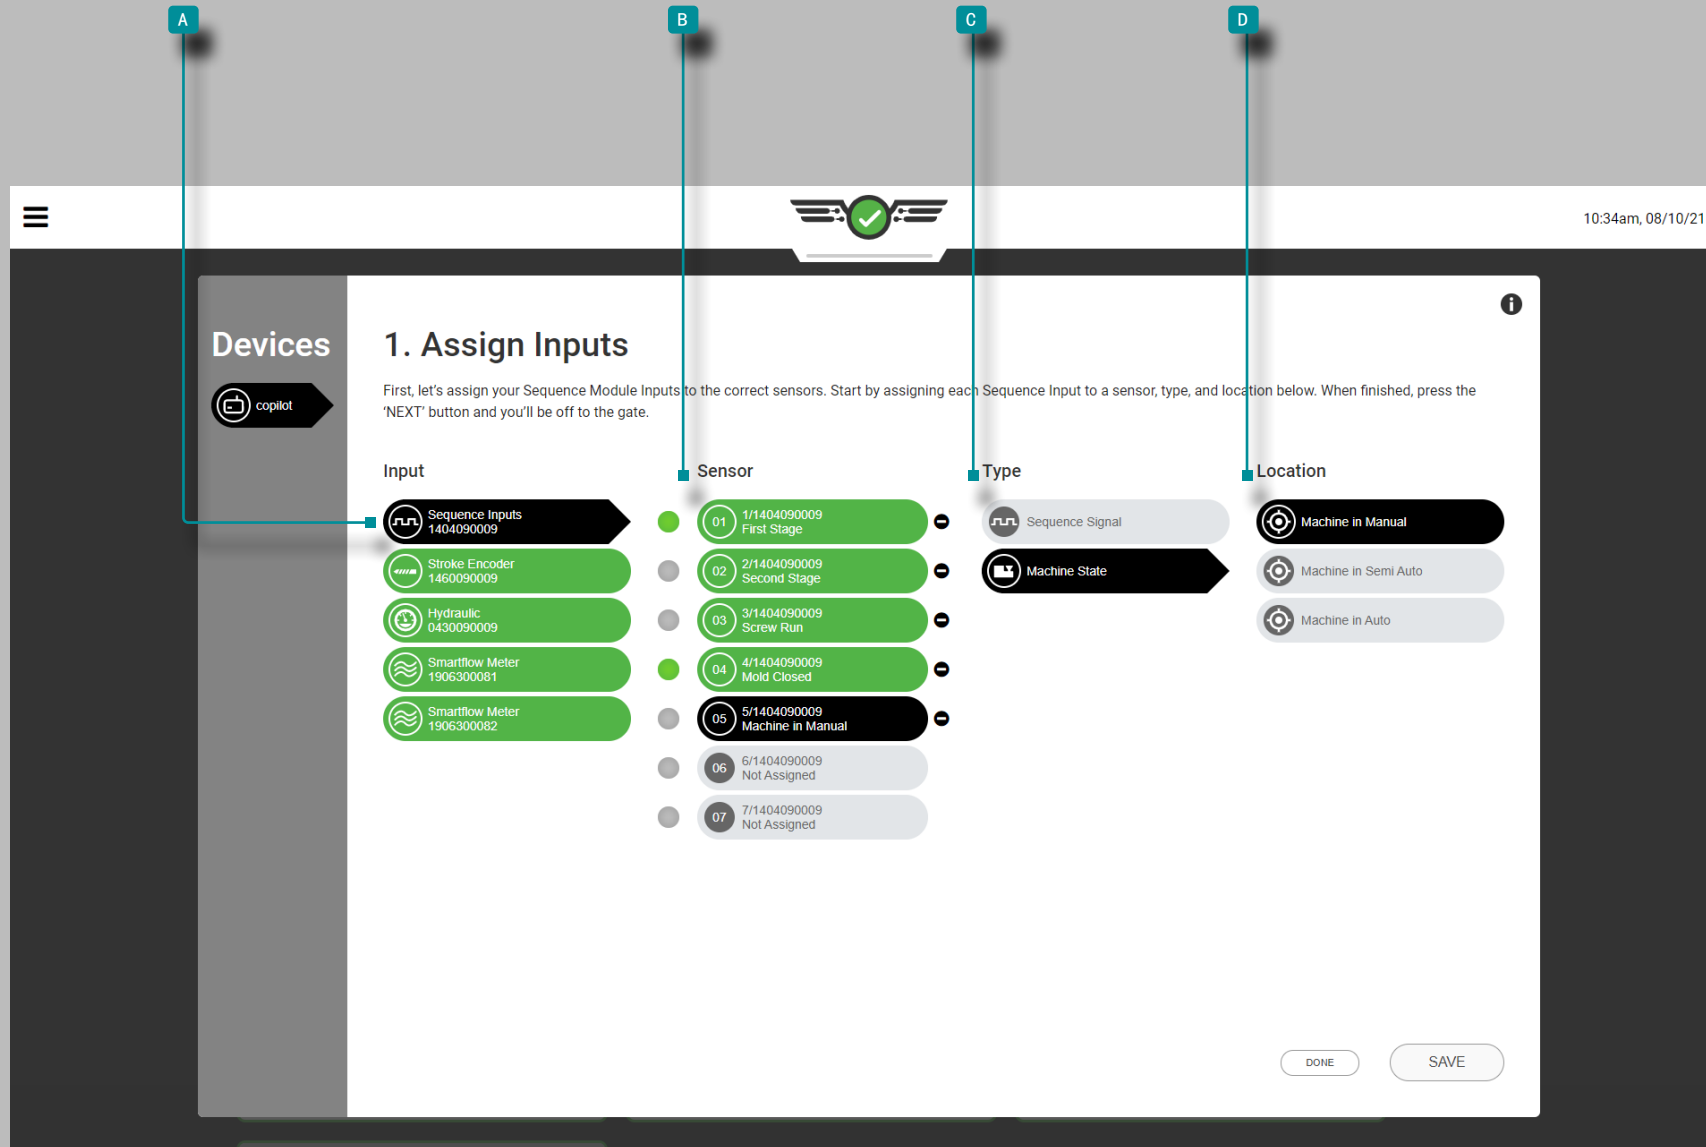 A
B
C
D
10:34am, 08/10/21
Devices
copilot
1. Assign Inputs
First, let's assign your Sequence Module Inputs to the correct sensors. Start by assigning each Sequence Input to a sensor, type, and location below. When finished, press the
‘NEXT’ button and you'll be off to the gate.
Input
Sequence Inputs
1404090009
Stroke Encoder
1460090009
Hydraulic
0430090009
Smartflow Meter
1906300081
Smartflow Meter
1906300082
Sensor
01
1/1404090009
First Stage
02
2/1404090009
Second Stage
03
3/1404090009
Screw Run
04
4/1404090009
Mold Closed
05
5/1404090009
Machine in Manual
06
6/1404090009
Not Assigned
07
7/1404090009
Not Assigned
Type
Sequence Signal
Machine State
Location
Machine in Manual
Machine in Semi Auto
Machine in Auto
DONE
SAVE